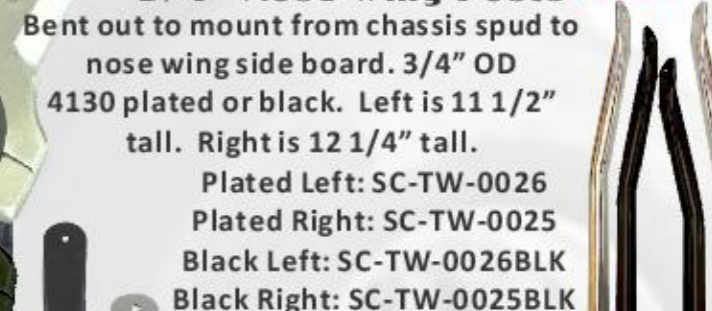 Bent out to mount from chassis spud to
nose wing side board. 3/4” OD
4130 plated or black. Left is 11 1/2”
tall. Right is 12 1/4” tall.
Plated Left: SC-TW-0026
Plated Right: SC-TW-0025
Black Left: SC-TW-0026BLK
Black Right: SC-TW-0025BLK